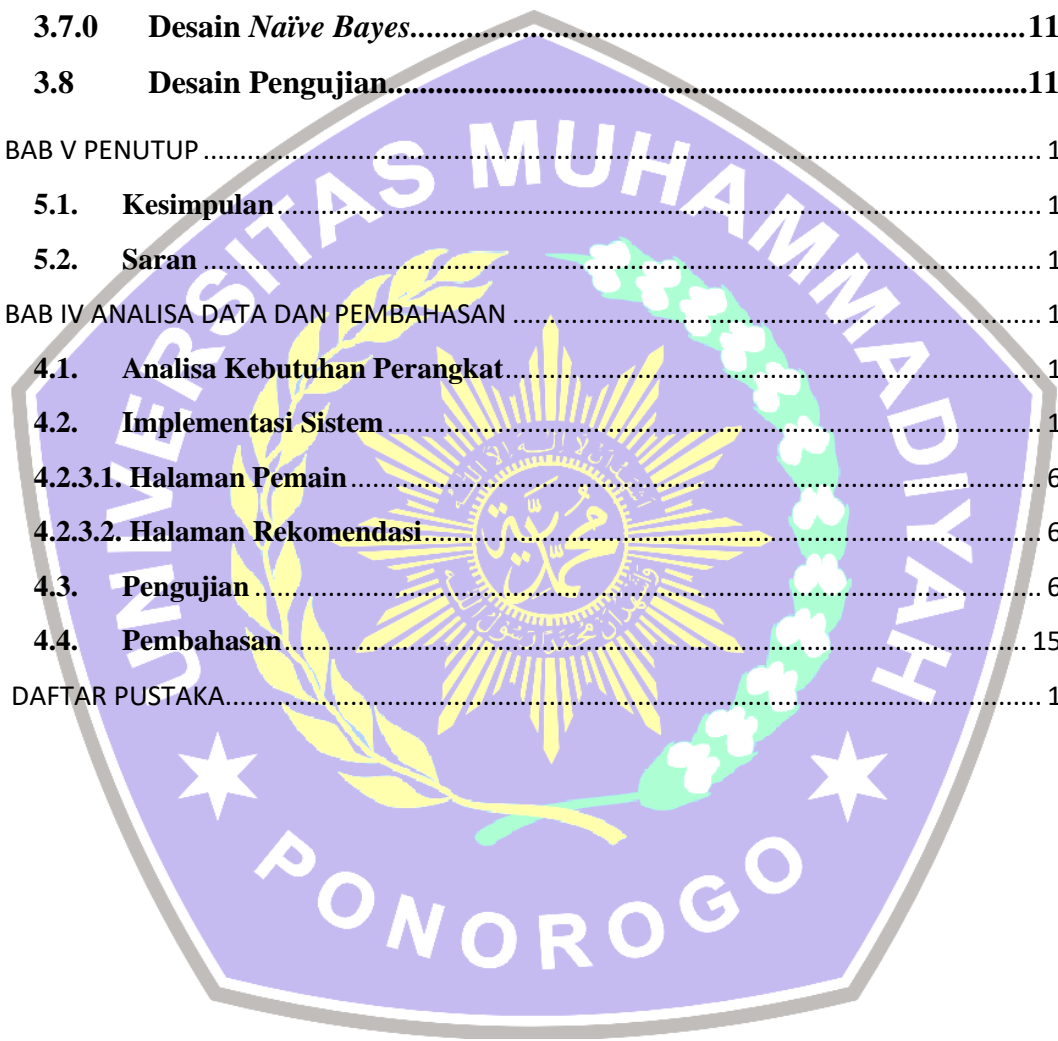 3.7.0 Desain Naïve Bayes 11
3.8 Desain Pengujian 11
BAB V PENUTUP 1
5.1. Kesimpulan 1
5.2. Saran 1
BAB IV ANALISA DATA DAN PEMBAHASAN 1
4.1. Analisa Kebutuhan Perangkat 1
4.2. Implementasi Sistem 1
4.2.3.1. Halaman Pemain 6
4.2.3.2. Halaman Rekomendasi 6
4.3. Pengujian 6
4.4. Pembahasan 15
DAFTAR PUSTAKA 1
UNIVERSITAS MUHAMMADIYAH
PONOROGO
محمدية